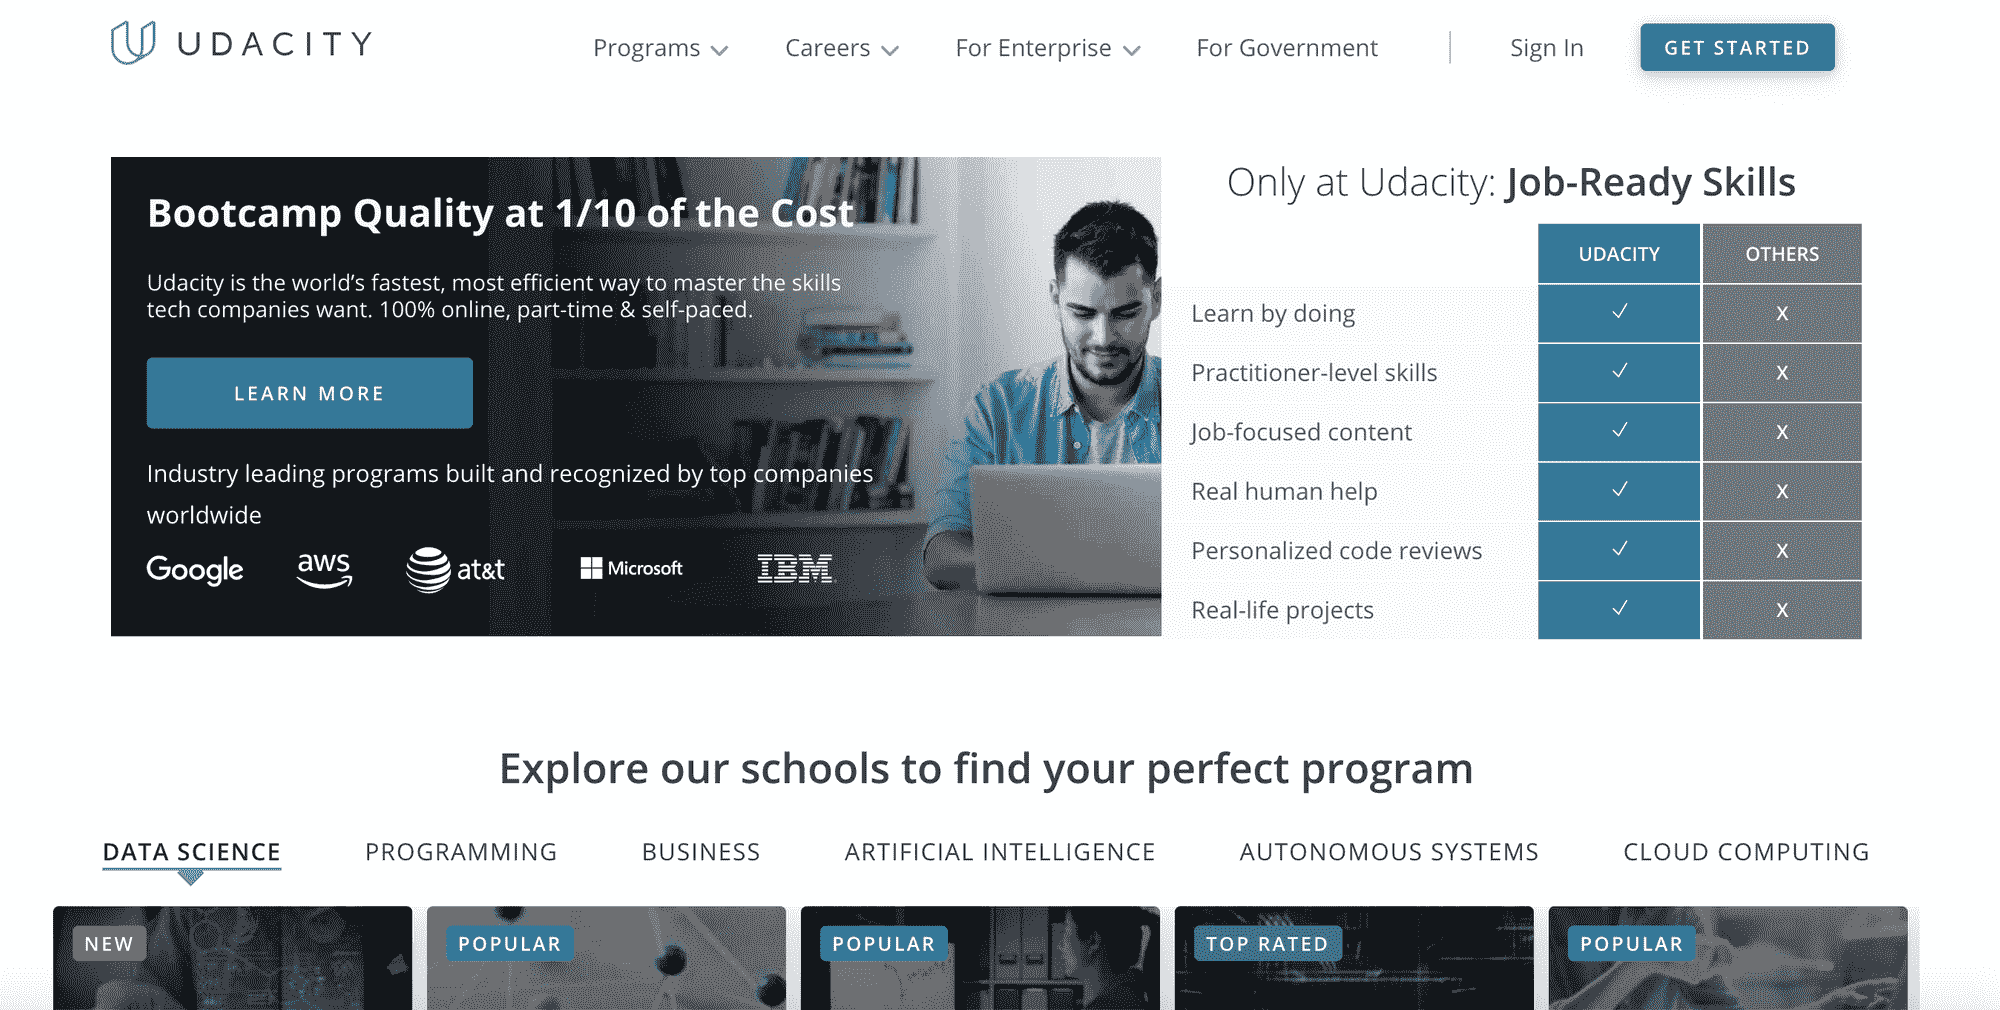 UDACITY
Programs
Careers
For Enterprise
For Government
Sign In
GET STARTED
Bootcamp Quality at 1/10 of the Cost
Udacity is the world’s fastest, most efficient way to master the skills
tech companies want. 100% online, part-time & self-paced.
LEARN MORE
Industry leading programs built and recognized by top companies
worldwide
Google aws at&t Microsoft IBM
Only at Udacity: Job-Ready Skills
UDACITY OTHERS
Learn by doing ✓ X
Practitioner-level skills ✓ X
Job-focused content ✓ X
Real human help ✓ X
Personalized code reviews ✓ X
Real-life projects ✓ X
Explore our schools to find your perfect program
DATA SCIENCE PROGRAMMING BUSINESS ARTIFICIAL INTELLIGENCE AUTONOMOUS SYSTEMS CLOUD COMPUTING
NEW POPULAR POPULAR TOP RATED POPULAR